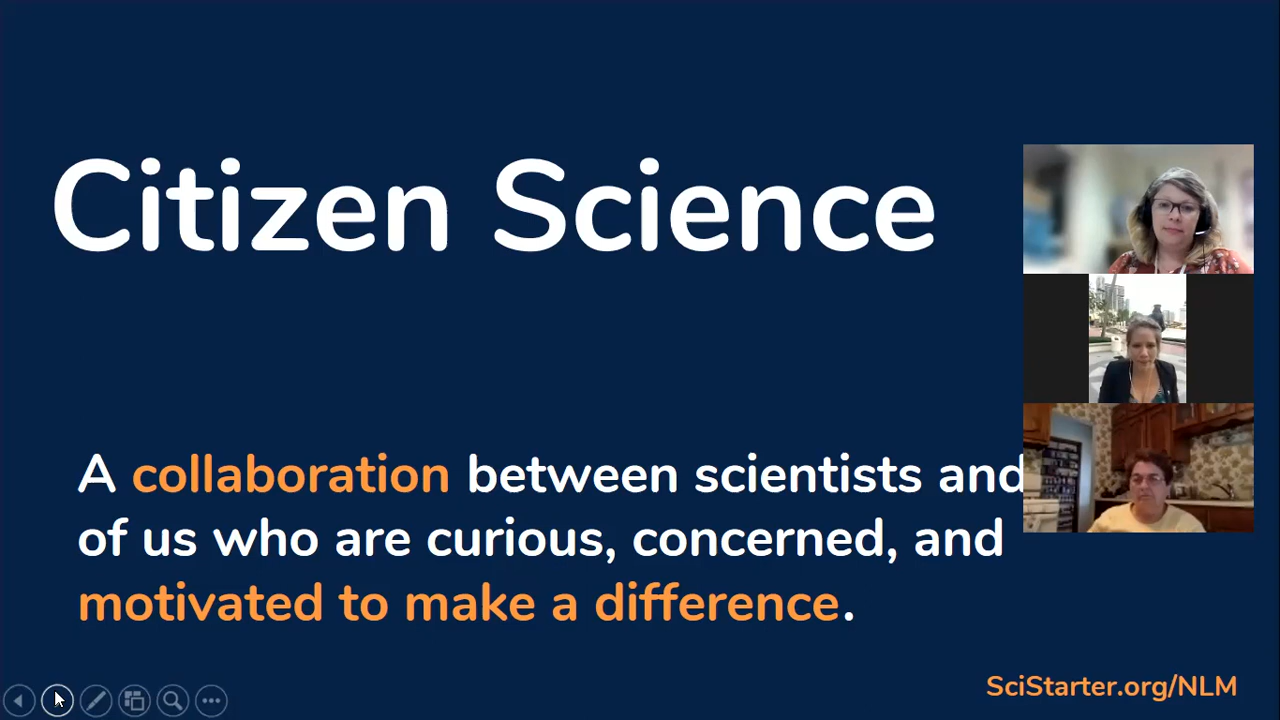 Citizen Science
A collaboration between scientists and
of us who are curious, concerned, and
motivated to make a difference.
SciStarter.org/NLM